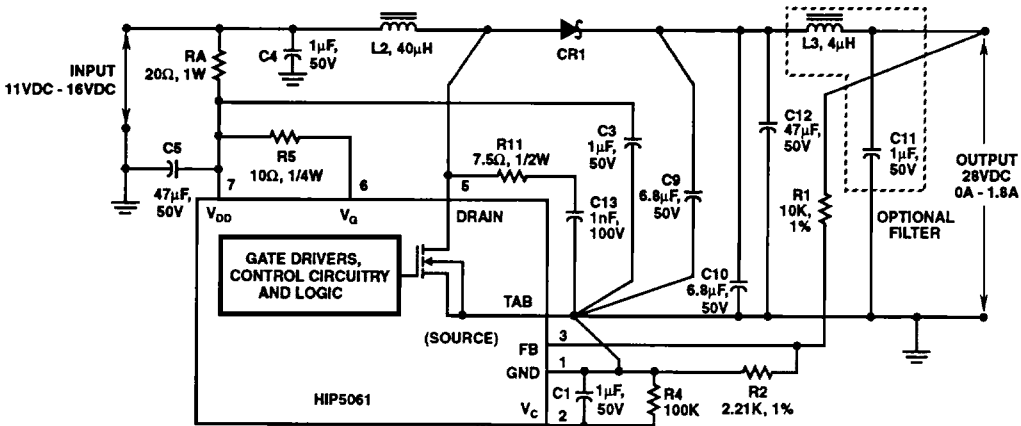 INPUT
11VDC - 16VDC
RA
20Ω, 1W
C4
1µF,
50V
L2, 40µH
CR1
L3, 4µH
C5
47µF,
50V
R5
10Ω, 1/4W
7
6
5
R11
7.5Ω, 1/2W
C13
1nF,
100V
C3
1µF,
50V
C9
6.8µF,
50V
C12
47µF,
50V
C10
6.8µF,
50V
R1
10K,
1%
C11
1µF,
50V
OPTIONAL
FILTER
OUTPUT
28VDC
0A - 1.8A
VDD
VG
DRAIN
GATE DRIVERS,
CONTROL CIRCUITRY
AND LOGIC
TAB
(SOURCE)
FB
3
GND
1
VC
2
HIP5061
C1
1µF,
50V
R4
100K
R2
2.21K, 1%